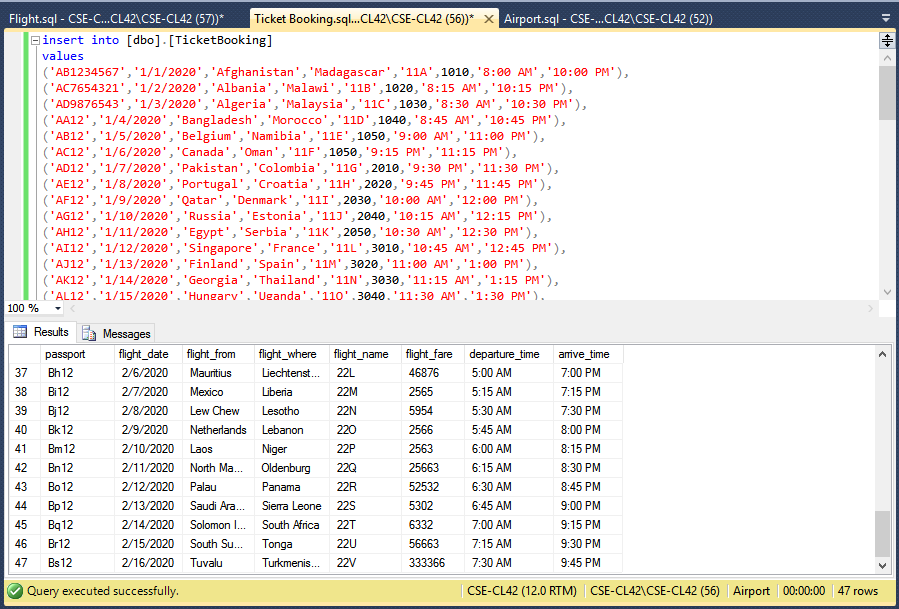 Flight.sql - CSE-C...CL42\CSE-CL42 (57))* Ticket Booking.sql...CL42\CSE-CL42 (56))* Airport.sql - CSE-...CL42\CSE-CL42 (52))
insert into [dbo].[TicketBooking]
values
('AB1234567','1/1/2020','Afghanistan','Madagascar','11A',1010,'8:00 AM','10:00 PM'),
('AC7654321','1/2/2020','Albania','Malawi','11B',1020,'8:15 AM','10:15 PM'),
('AD9876543','1/3/2020','Algeria','Malaysia','11C',1030,'8:30 AM','10:30 PM'),
('AA12','1/4/2020','Bangladesh','Morocco','11D',1040,'8:45 AM','10:45 PM'),
('AB12','1/5/2020','Belgium','Namibia','11E',1050,'9:00 AM','11:00 PM'),
('AC12','1/6/2020','Canada','Oman','11F',1050,'9:15 PM','11:15 PM'),
('AD12','1/7/2020','Pakistan','Colombia','11G',2010,'9:30 PM','11:30 PM'),
('AE12','1/8/2020','Portugal','Croatia','11H',2020,'9:45 PM','11:45 PM'),
('AF12','1/9/2020','Qatar','Denmark','11I',2030,'10:00 AM','12:00 PM'),
('AG12','1/10/2020','Russia','Estonia','11J',2040,'10:15 AM','12:15 PM'),
('AH12','1/11/2020','Egypt','Serbia','11K',2050,'10:30 AM','12:30 PM'),
('AI12','1/12/2020','Singapore','France','11L',3010,'10:45 AM','12:45 PM'),
('AJ12','1/13/2020','Finland','Spain','11M',3020,'11:00 AM','1:00 PM'),
('AK12','1/14/2020','Georgia','Thailand','11N',3030,'11:15 AM','1:15 PM'),
('AL12','1/15/2020','Hungary','Uganda','11O',3040,'11:30 AM','1:30 PM'),
100 %
Results Messages
passport flight_date flight_from flight_where flight_name flight_fare departure_time arrive_time
37 Bh12 2/6/2020 Mauritius Liechtenst... 22L 46876 5:00 AM 7:00 PM
38 Bi12 2/7/2020 Mexico Liberia 22M 2565 5:15 AM 7:15 PM
39 Bj12 2/8/2020 Lew Chew Lesotho 22N 5954 5:30 AM 7:30 PM
40 Bk12 2/9/2020 Netherlands Lebanon 22O 2566 5:45 AM 8:00 PM
41 Bm12 2/10/2020 Laos Niger 22P 2563 6:00 AM 8:15 PM
42 Bn12 2/11/2020 North Ma... Oldenburg 22Q 25663 6:15 AM 8:30 PM
43 Bo12 2/12/2020 Palau Panama 22R 52532 6:30 AM 8:45 PM
44 Bp12 2/13/2020 Saudi Ara... Sierra Leone 22S 5302 6:45 AM 9:00 PM
45 Bq12 2/14/2020 Solomon I... South Africa 22T 6332 7:00 AM 9:15 PM
46 Br12 2/15/2020 South Su... Tonga 22U 56663 7:15 AM 9:30 PM
47 Bs12 2/16/2020 Tuvalu Turkmenis... 22V 333366 7:30 AM 9:45 PM
Query executed successfully. CSE-CL42 (12.0 RTM) CSE-CL42\CSE-CL42 (56) Airport 00:00:00 47 rows